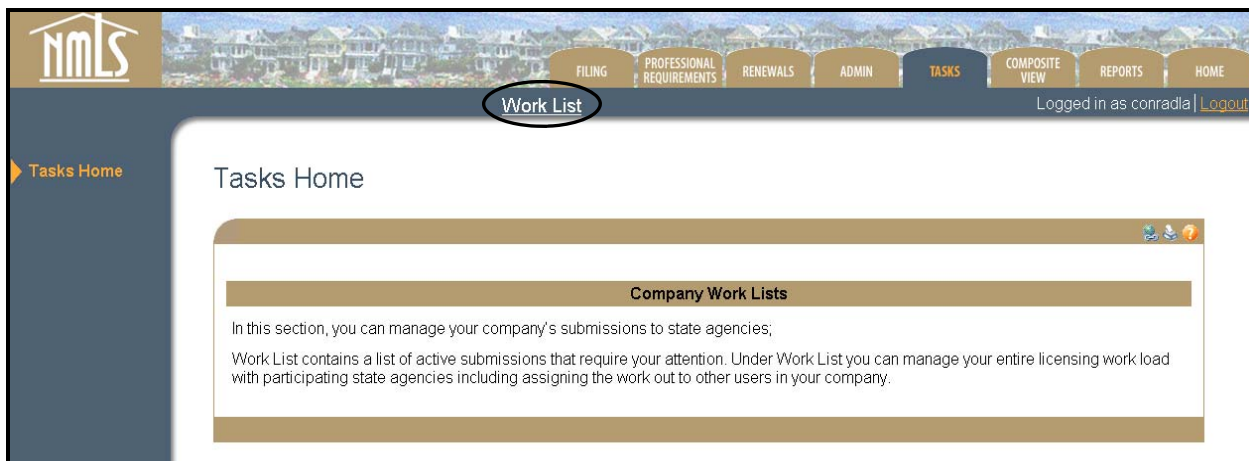 NMLS
FILING
PROFESSIONAL
REQUIREMENTS
RENEWALS
ADMIN
TASKS
COMPOSITE
VIEW
REPORTS
HOME
Work List
Logged in as conradla | Logout
Tasks Home
Tasks Home
Company Work Lists
In this section, you can manage your company's submissions to state agencies;
Work List contains a list of active submissions that require your attention. Under Work List you can manage your entire licensing work load
with participating state agencies including assigning the work out to other users in your company.